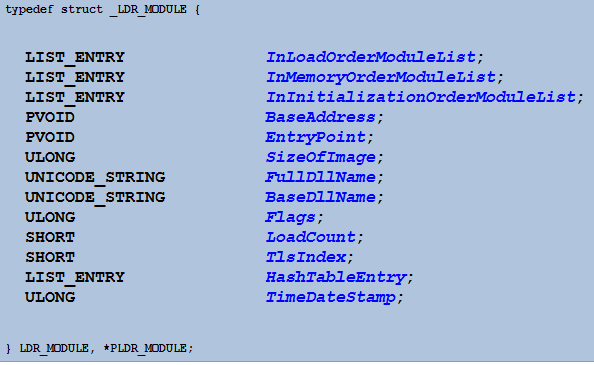 typedef struct _LDR_MODULE {
LIST_ENTRY InLoadOrderModuleList;
LIST_ENTRY InMemoryOrderModuleList;
LIST_ENTRY InInitializationOrderModuleList;
PVOID BaseAddress;
PVOID EntryPoint;
ULONG SizeOfImage;
UNICODE_STRING FullDllName;
UNICODE_STRING BaseDllName;
ULONG Flags;
SHORT LoadCount;
SHORT TlsIndex;
LIST_ENTRY HashTableEntry;
ULONG TimeDateStamp;
} LDR_MODULE, *PLDR_MODULE;